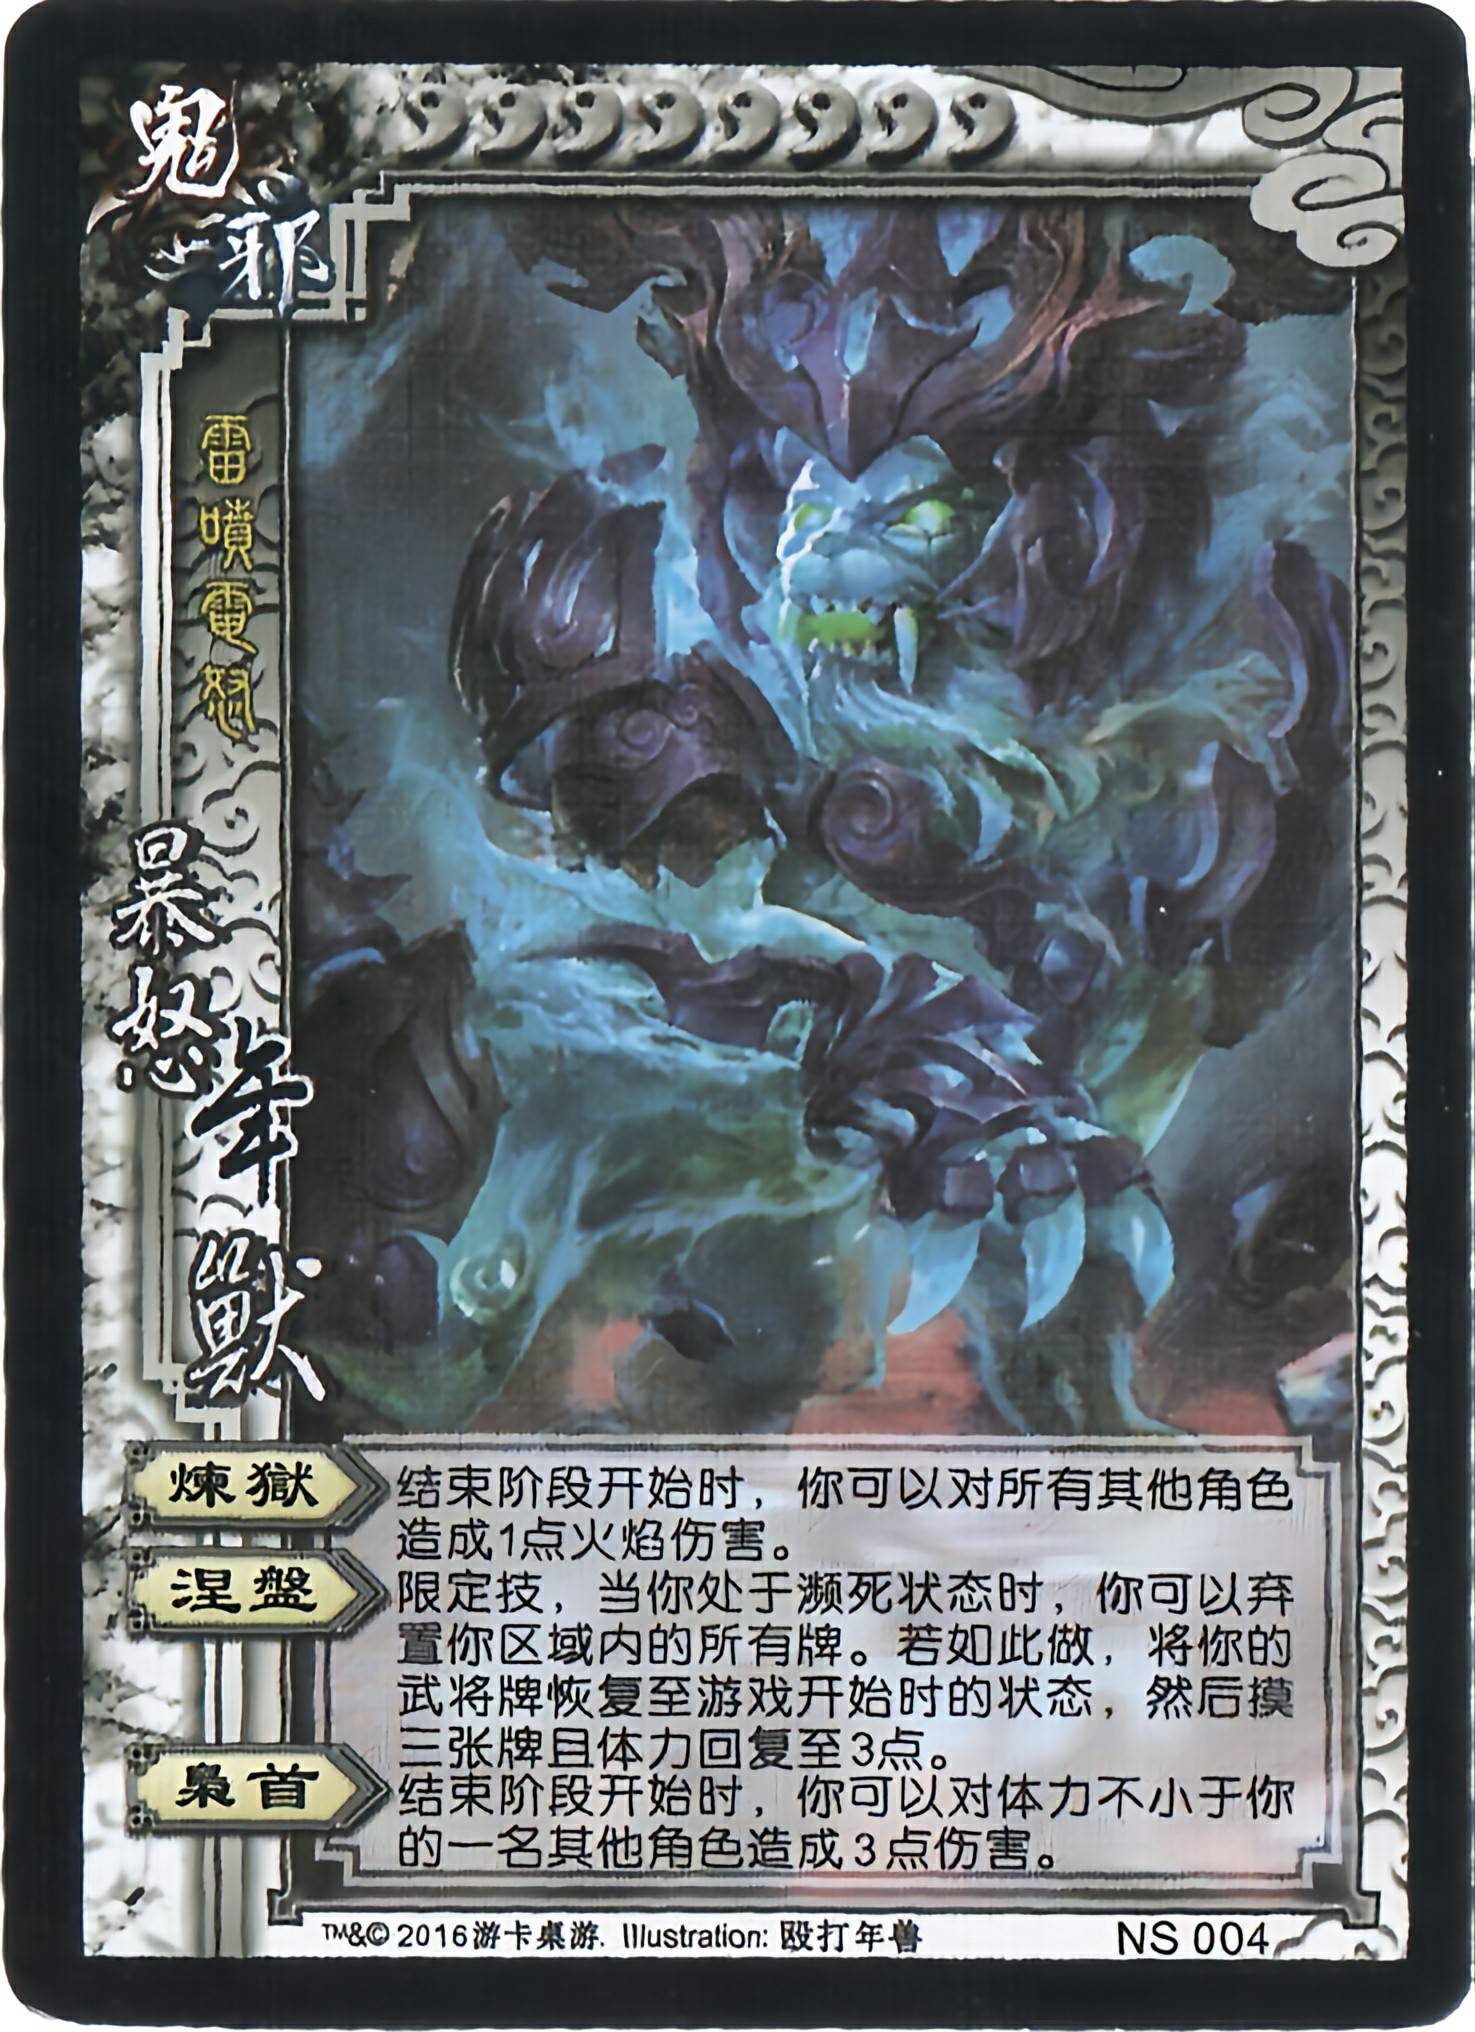 鬼
邪
雷噴電怒
暴怒
年獸
煉獄
结束阶段开始时，你可以对所有其他角色
造成1点火焰伤害。
涅盤
限定技，当你处于濒死状态时，你可以弃
置你区域内的所有牌。若如此做，将你的
武将牌恢复至游戏开始时的状态，然后摸
三张牌且体力回复至3点。
梟首
结束阶段开始时，你可以对体力不小于你
的一名其他角色造成3点伤害。
™&© 2016游卡桌游. Illustration: 殴打年兽
NS 004